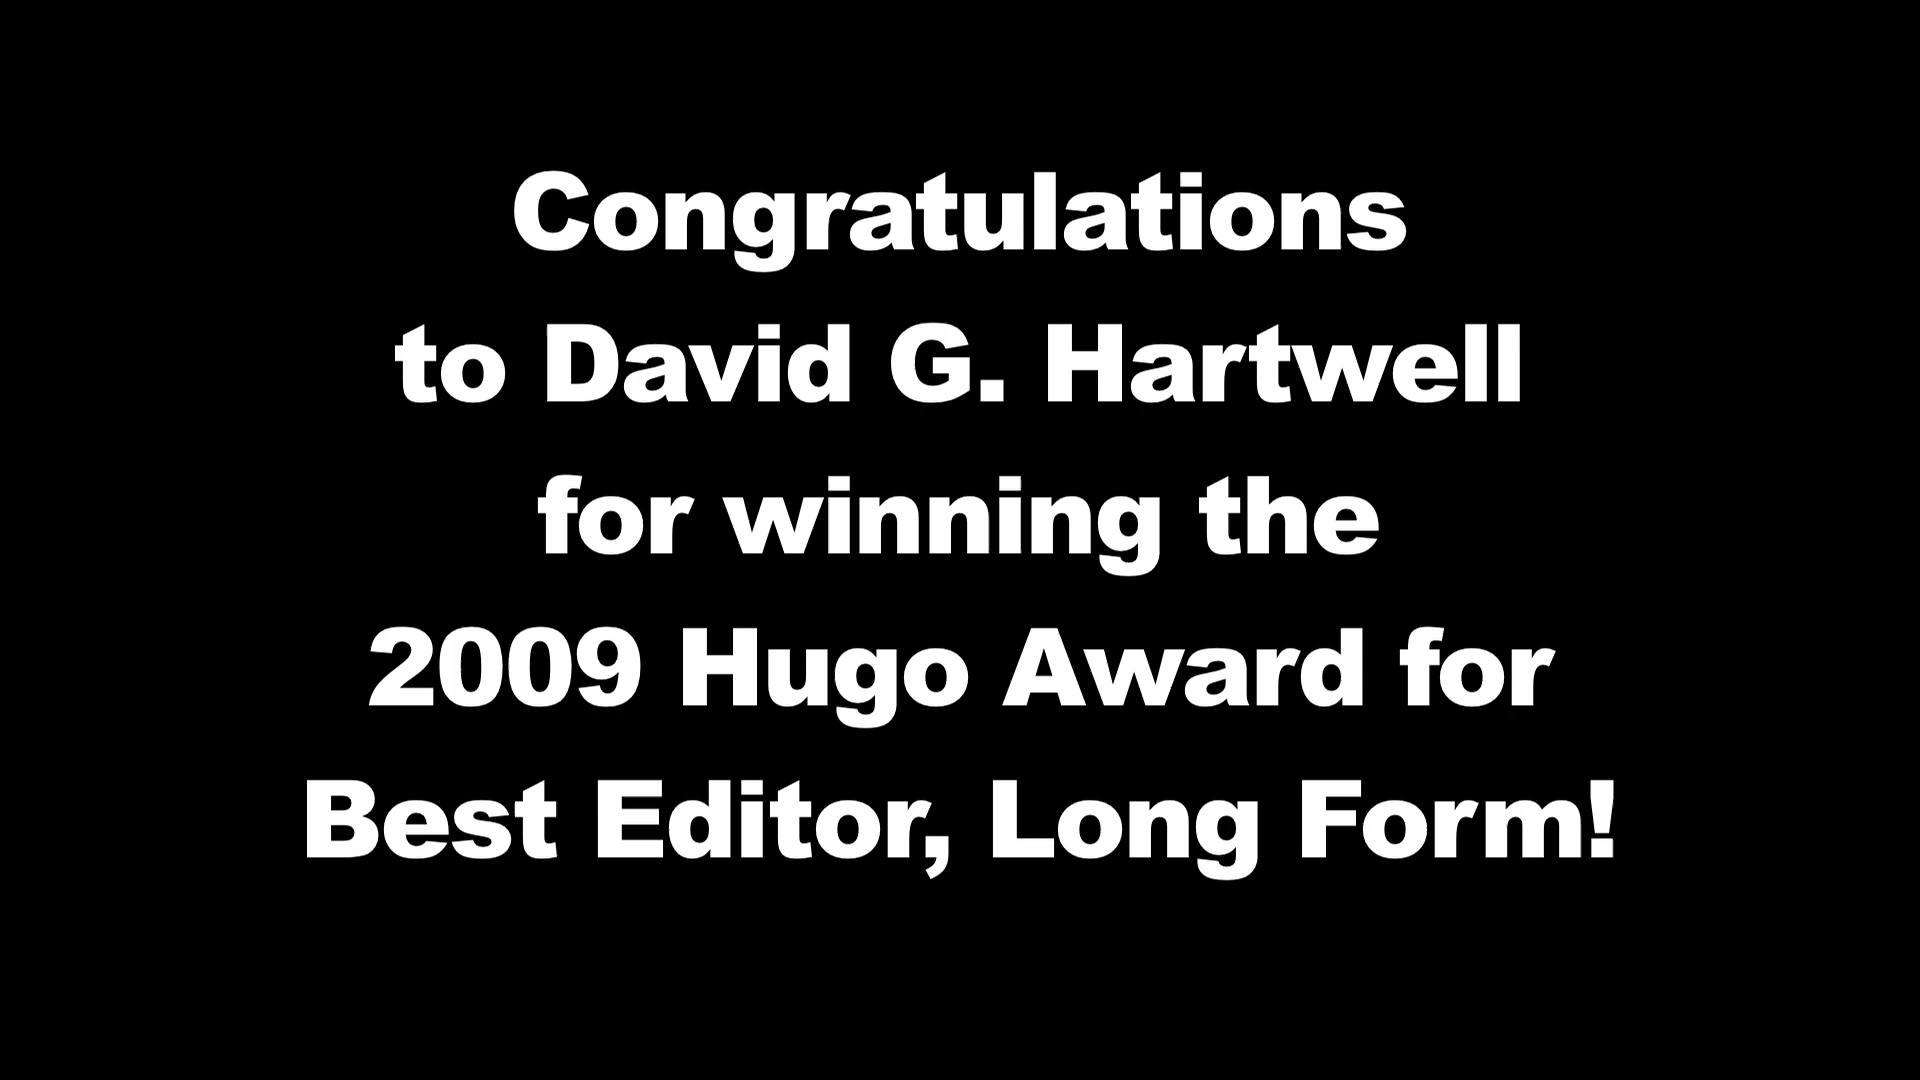 Congratulations
to David G. Hartwell
for winning the
2009 Hugo Award for
Best Editor, Long Form!